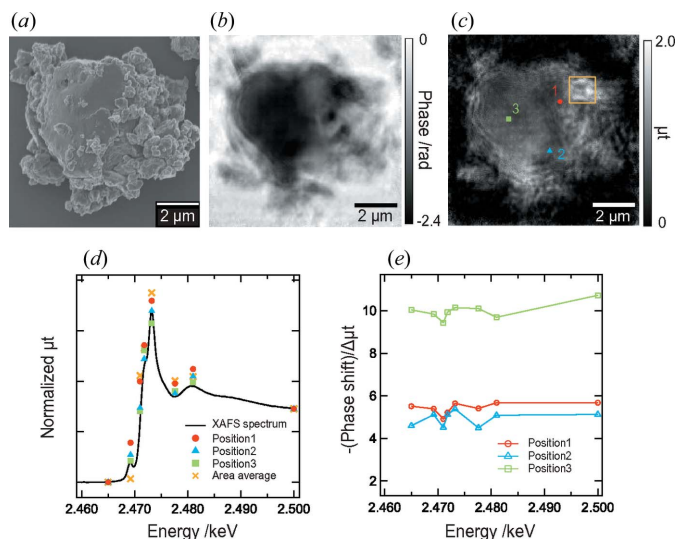 (a)
(b)
(c)
2 µm
2 µm
0
Phase /rad
-2.4
1
3
2
2 µm
2.0
µt
0
(d)
Normalized µt
XAFS spectrum
Position1
Position2
Position3
Area average
2.460 2.470 2.480 2.490 2.500
Energy /keV
(e)
-(Phase shift)/Δµt
10
8
6
4
2
Position1
Position2
Position3
2.460 2.470 2.480 2.490 2.500
Energy /keV